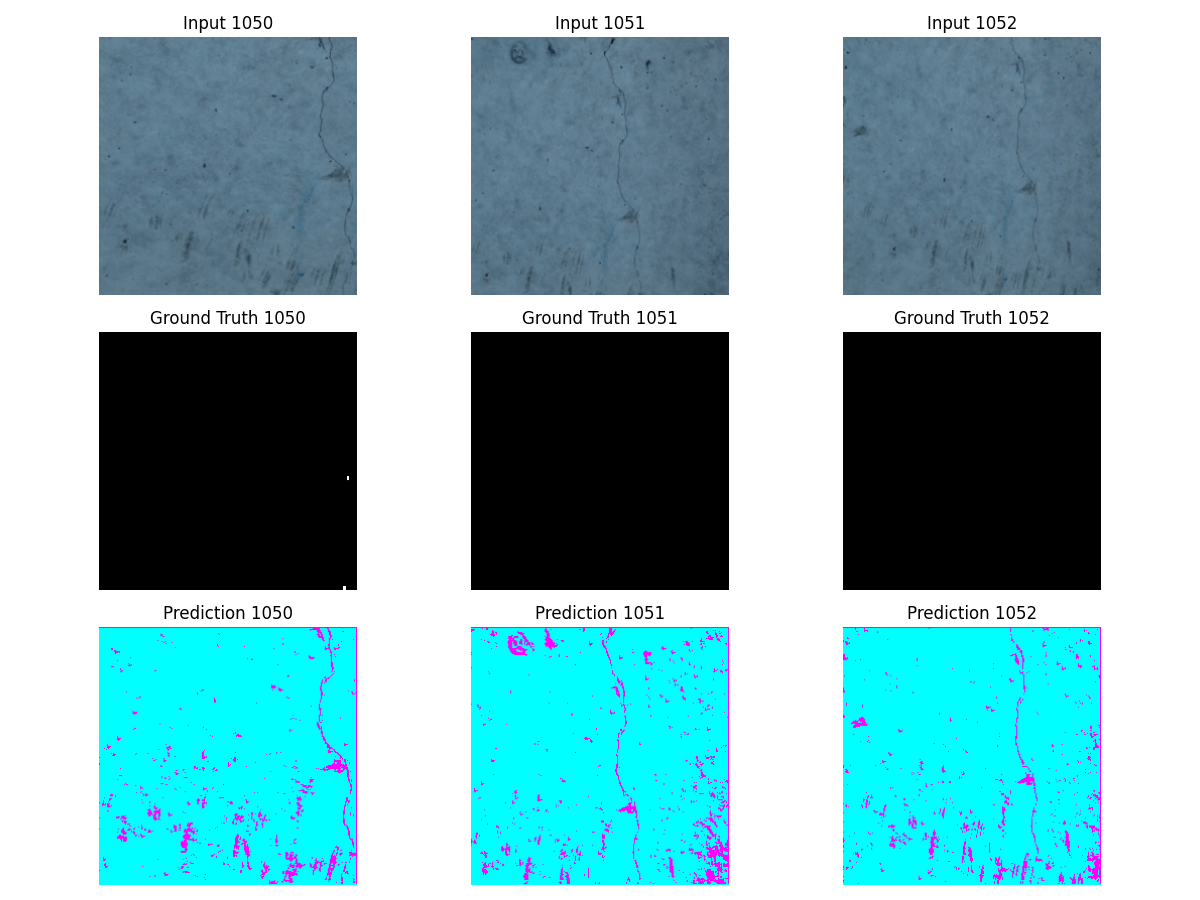 Input 1050
Input 1051
Input 1052
Ground Truth 1050
Ground Truth 1051
Ground Truth 1052
Prediction 1050
Prediction 1051
Prediction 1052